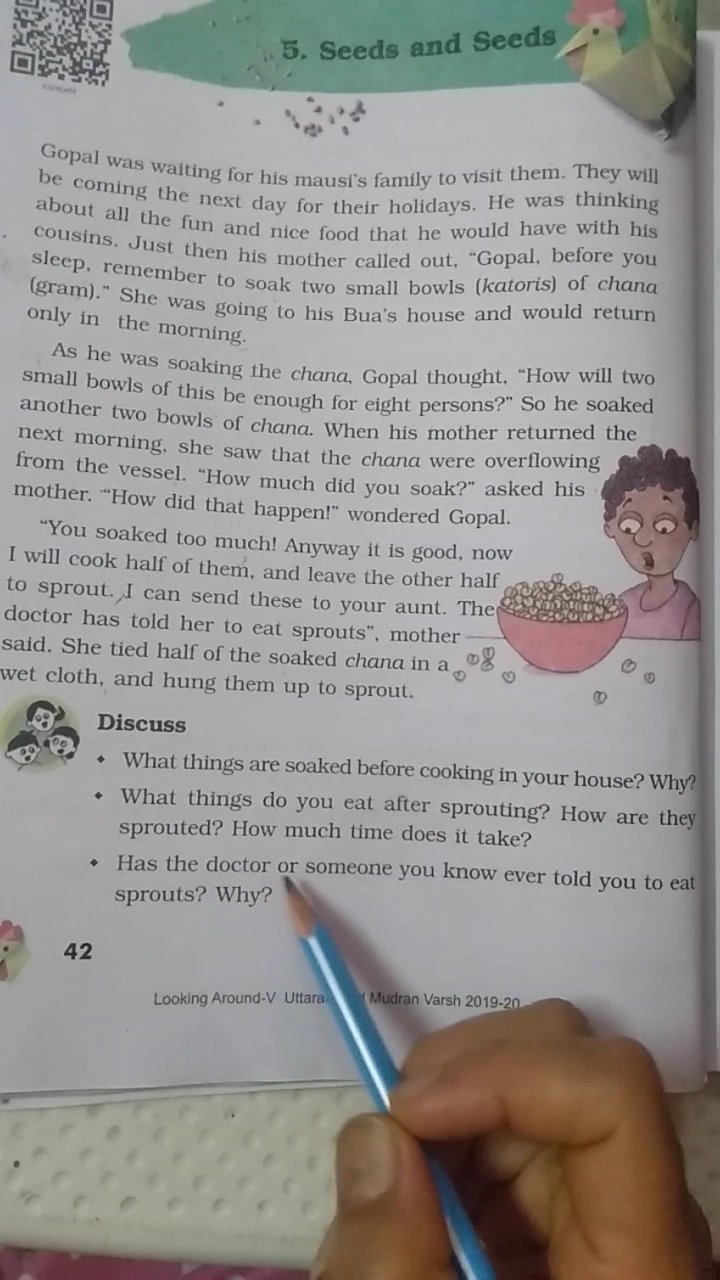 5. Seeds and Seeds
Gopal was waiting for his mausi's family to visit them. They will
be coming the next day for their holidays. He was thinking
about all the fun and nice food that he would have with his
cousins. Just then his mother called out, "Gopal, before you
sleep, remember to soak two small bowls (katoris) of chana
(gram)." She was going to his Bua's house and would return
only in the morning.
As he was soaking the chana, Gopal thought, "How will two
small bowls of this be enough for eight persons?" So he soaked
another two bowls of chana. When his mother returned the
next morning, she saw that the chana were overflowing
from the vessel. "How much did you soak?" asked his
mother. "How did that happen!" wondered Gopal.
"You soaked too much! Anyway it is good, now
I will cook half of them, and leave the other half
to sprout. I can send these to your aunt. The
doctor has told her to eat sprouts", mother
said. She tied half of the soaked chana in a
wet cloth, and hung them up to sprout.
Discuss
• What things are soaked before cooking in your house? Why?
• What things do you eat after sprouting? How are they
sprouted? How much time does it take?
• Has the doctor or someone you know ever told you to eat
sprouts? Why?
42
Looking Around-V Mudran Varsh 2019-20